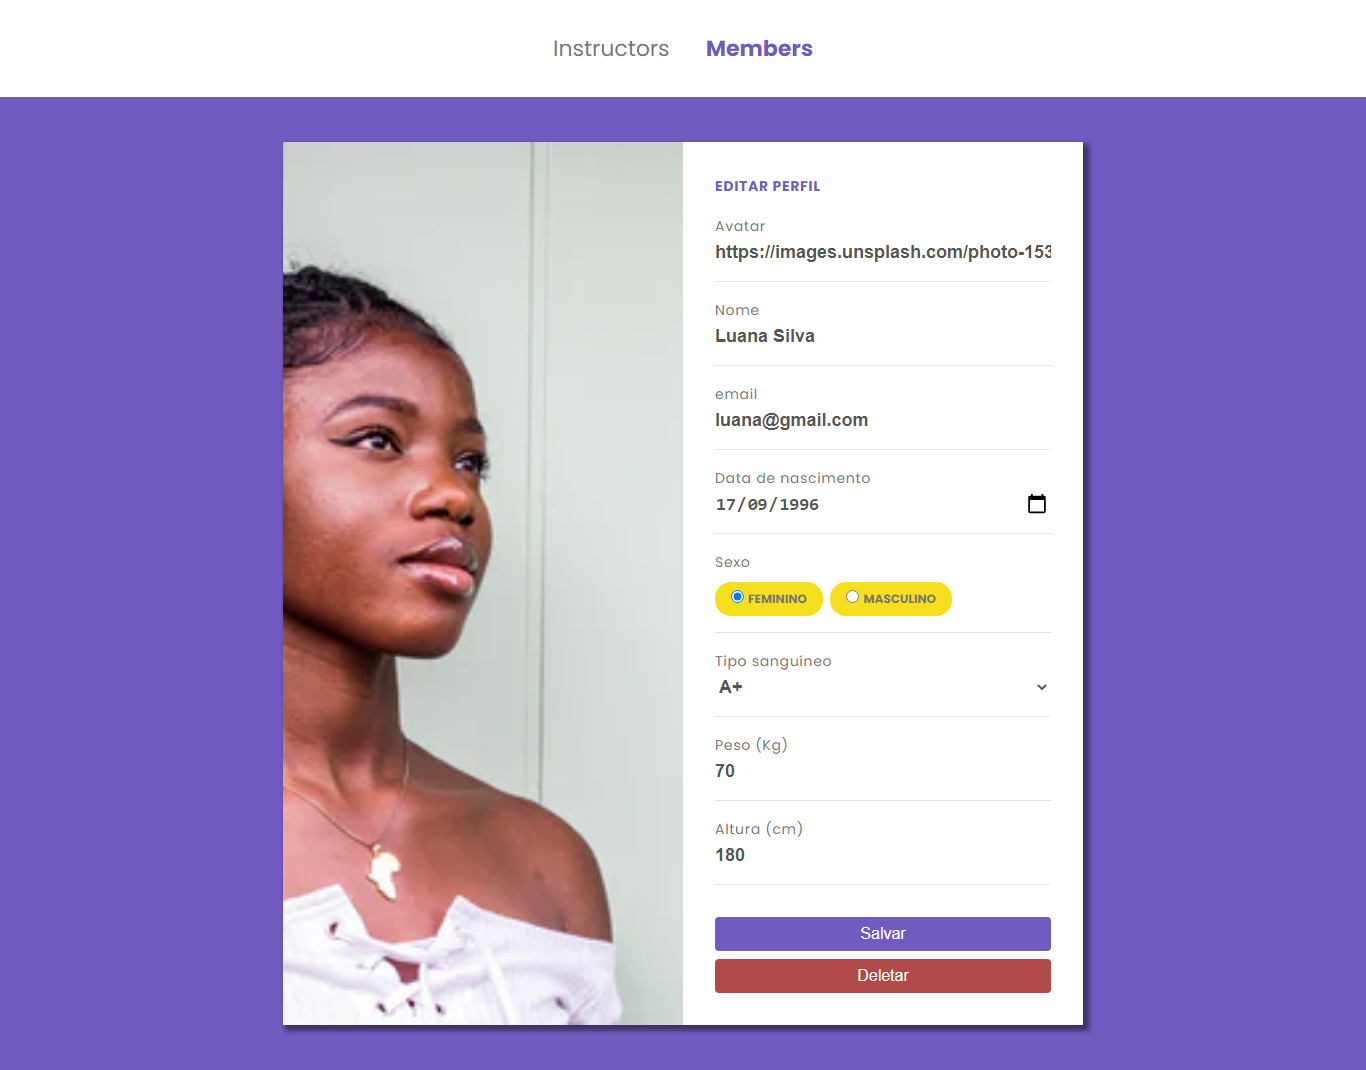 Instructors Members
EDITAR PERFIL
Avatar
https://images.unsplash.com/photo-153
Nome
Luana Silva
email
luana@gmail.com
Data de nascimento
17/09/1996
Sexo
FEMININO MASCULINO
Tipo sanguíneo
A+
Peso (Kg)
70
Altura (cm)
180
Salvar
Deletar